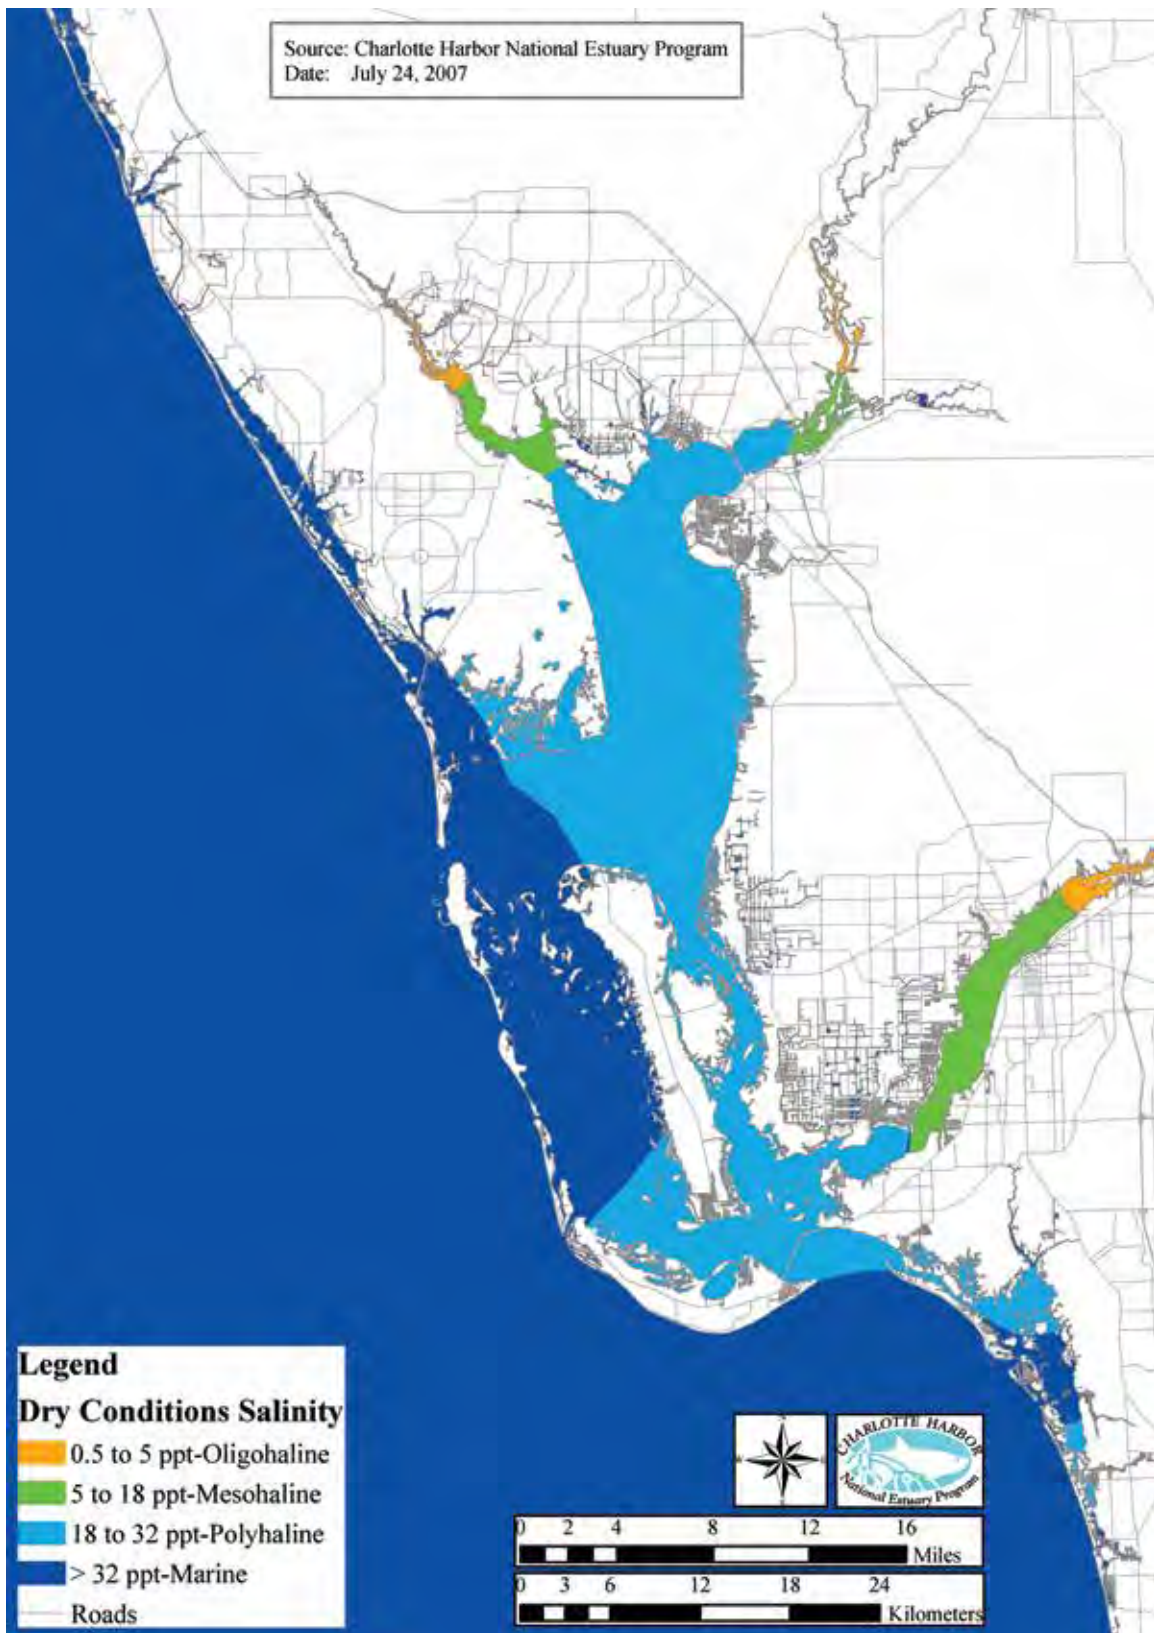 Source: Charlotte Harbor National Estuary Program
Date: July 24, 2007
Legend
Dry Conditions Salinity
0.5 to 5 ppt-Oligohaline
5 to 18 ppt-Mesohaline
18 to 32 ppt-Polyhaline
> 32 ppt-Marine
Roads
CHARLOTTE HARBOR
National Estuary Program
0 2 4 8 12 16
Miles
0 3 6 12 18 24
Kilometers